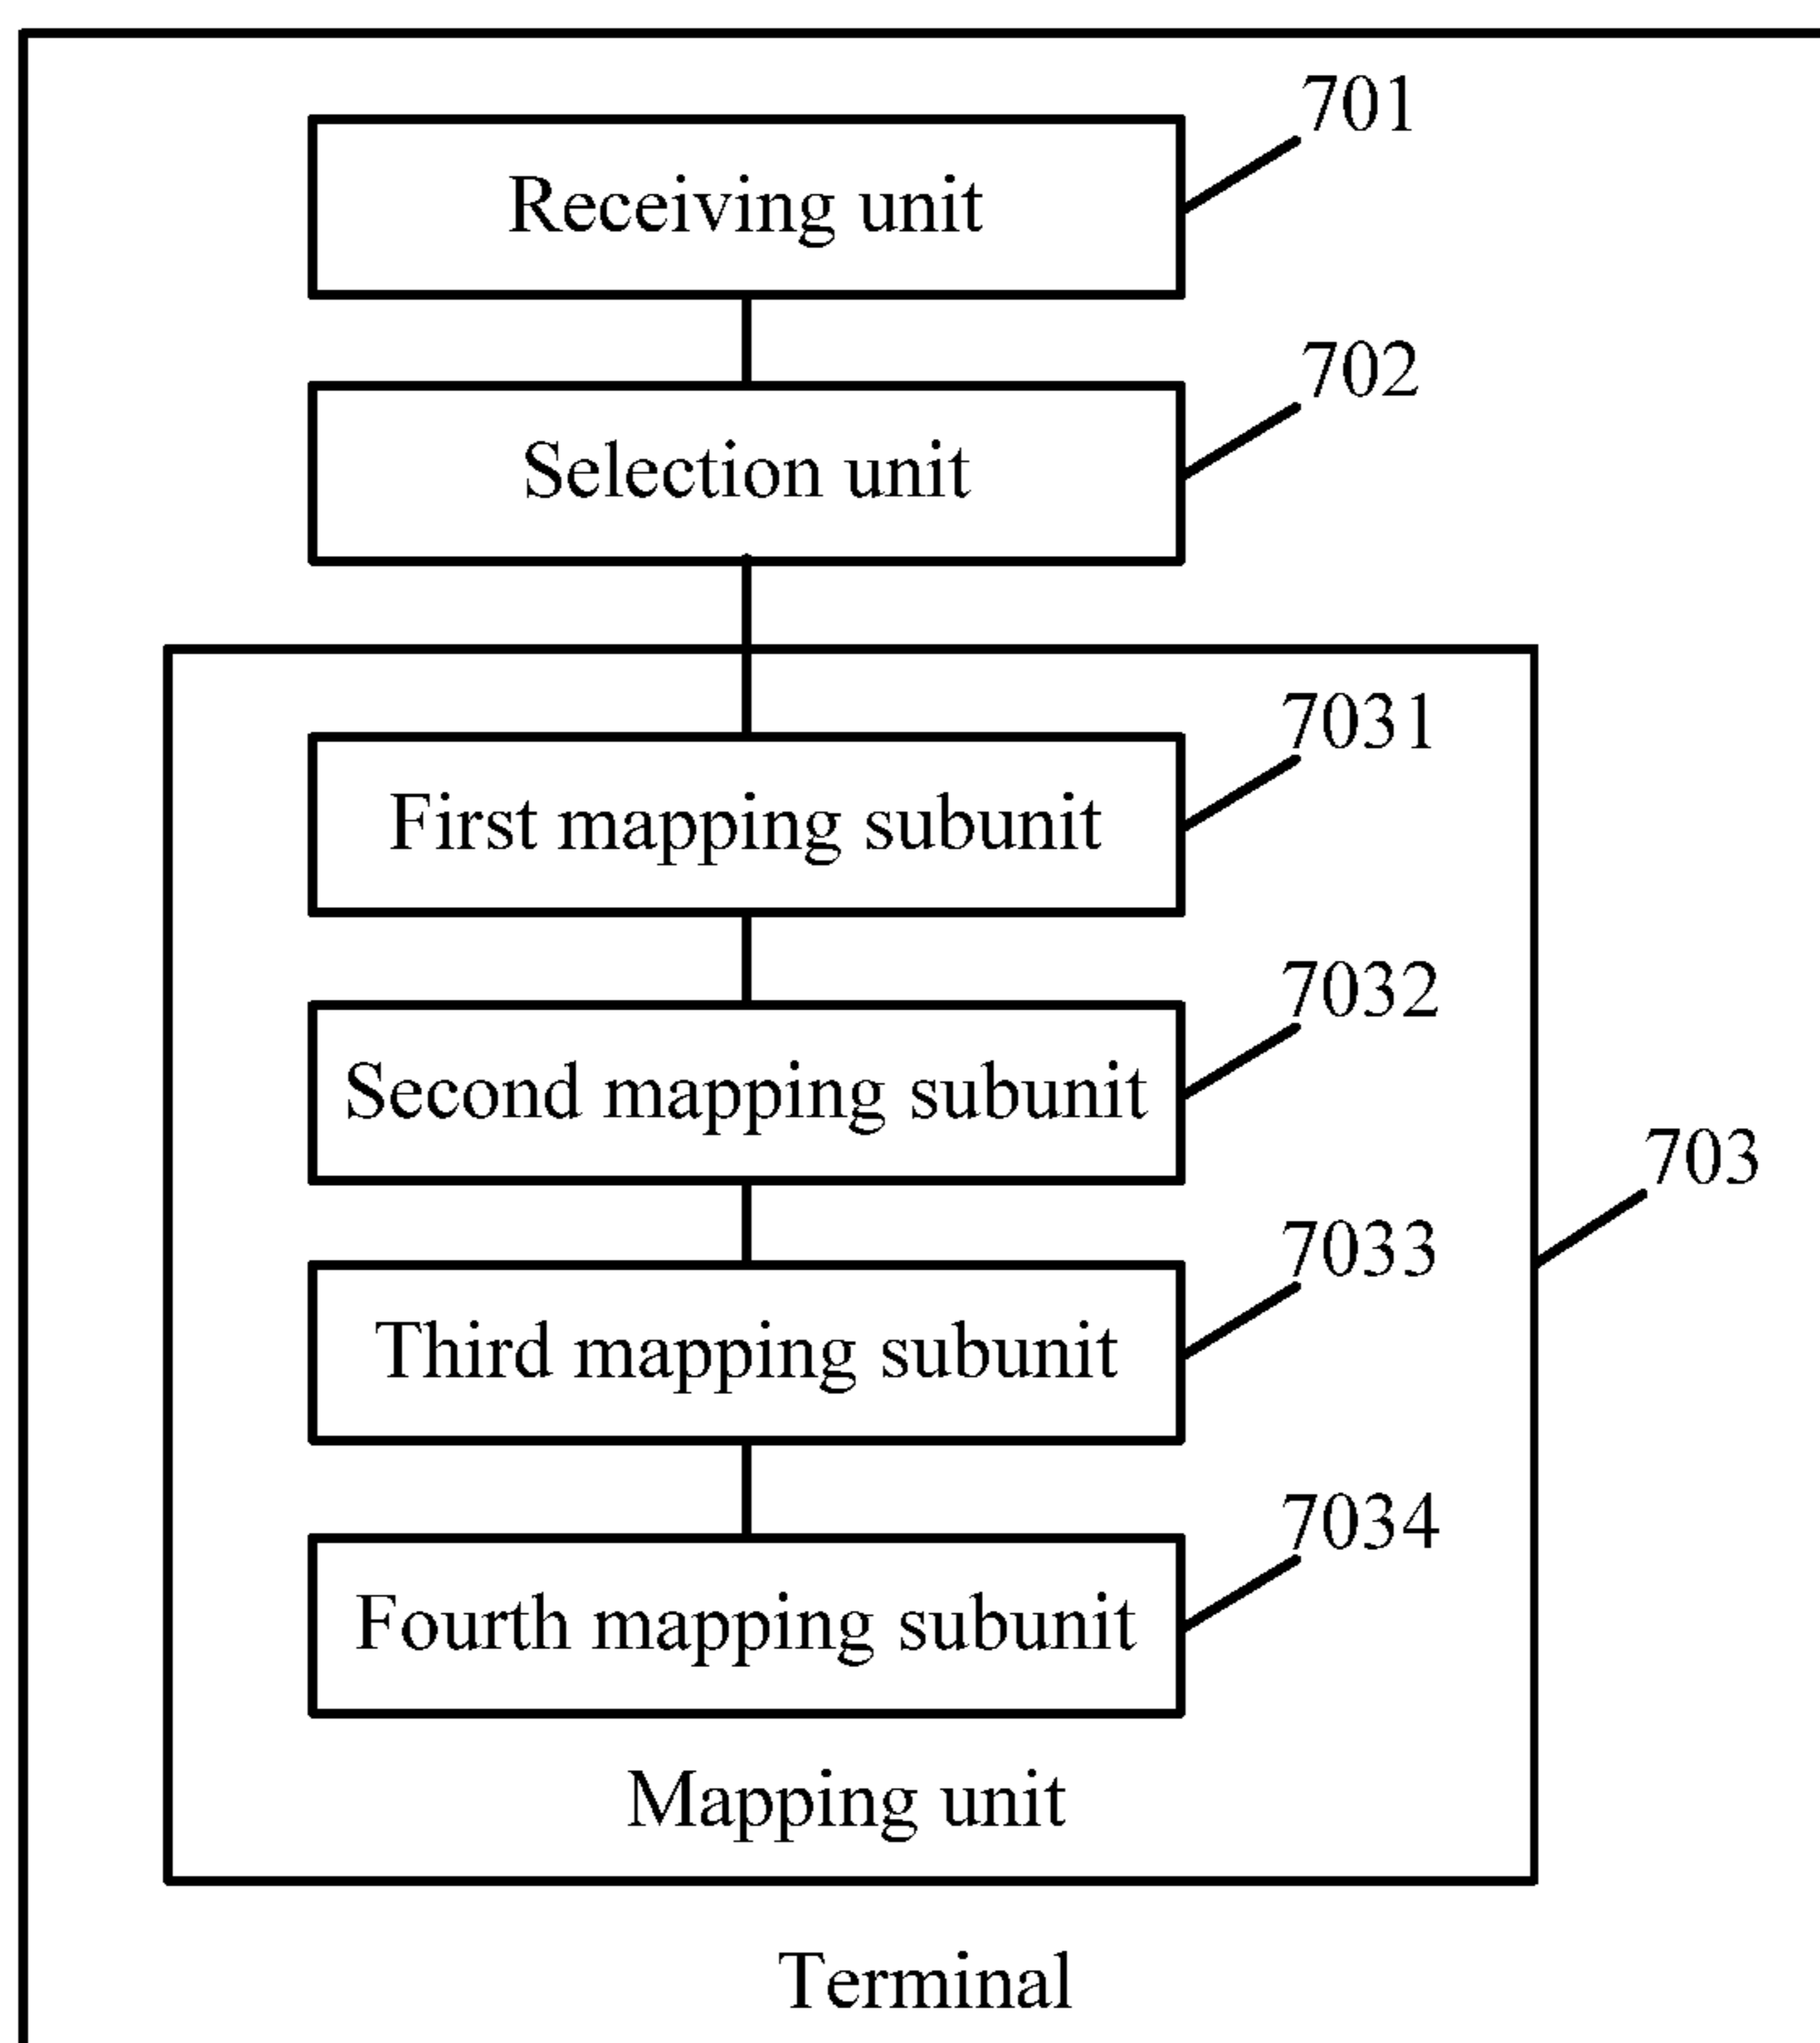 701
Receiving unit
702
Selection unit
7031
First mapping subunit
7032
Second mapping subunit
703
7033
Third mapping subunit
7034
Fourth mapping subunit
Mapping unit
Terminal